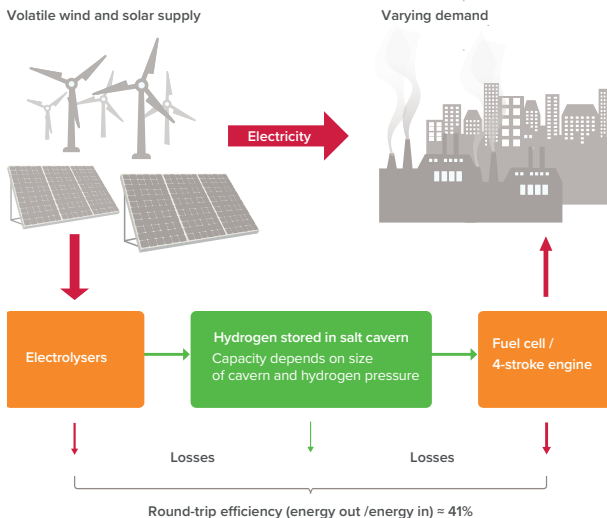 Volatile wind and solar supply
Varying demand
Electricity
Electrolysers
Hydrogen stored in salt cavern
Capacity depends on size
of cavern and hydrogen pressure
Fuel cell /
4-stroke engine
Losses
Losses
Round-trip efficiency (energy out /energy in) ≈ 41%